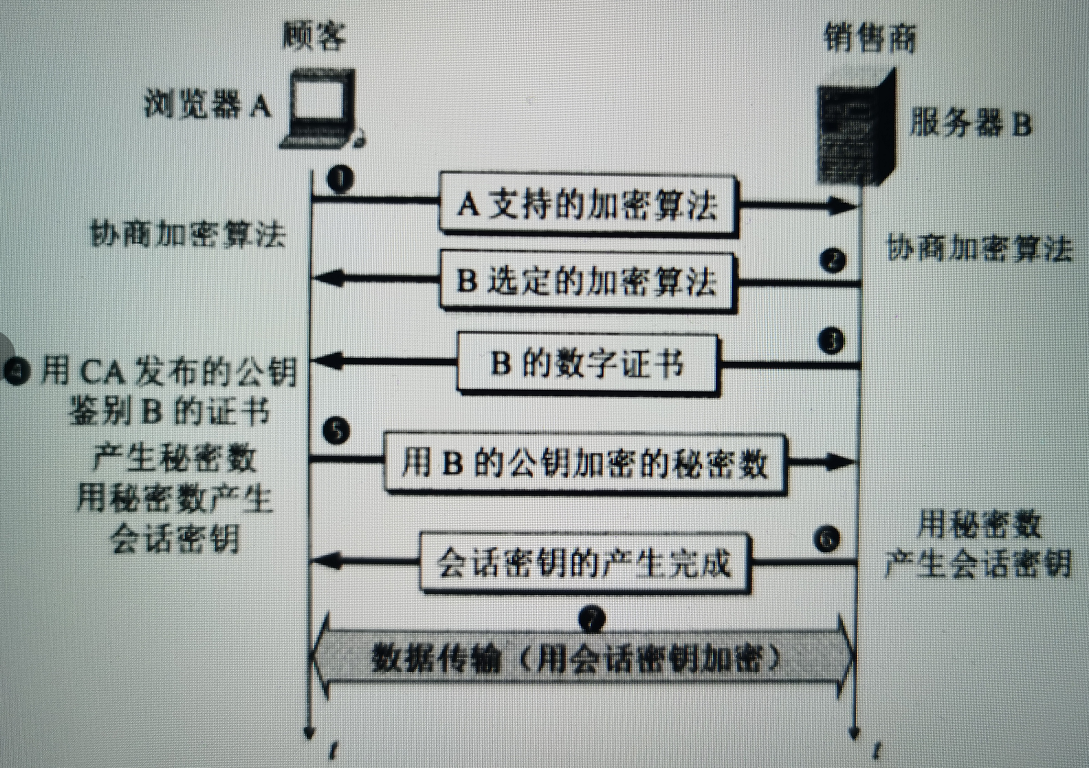 顾客
销售商
浏览器 A
服务器 B
❶
A 支持的加密算法
协商加密算法
协商加密算法
❷
B 选定的加密算法
❸
B 的数字证书
❹ 用 CA 发布的公钥
鉴别 B 的证书
❺
产生秘密数
用 B 的公钥加密的秘密数
用秘密数产生
会话密钥
❻
用秘密数
产生会话密钥
会话密钥的产生完成
❼
数据传输（用会话密钥加密）
t
t